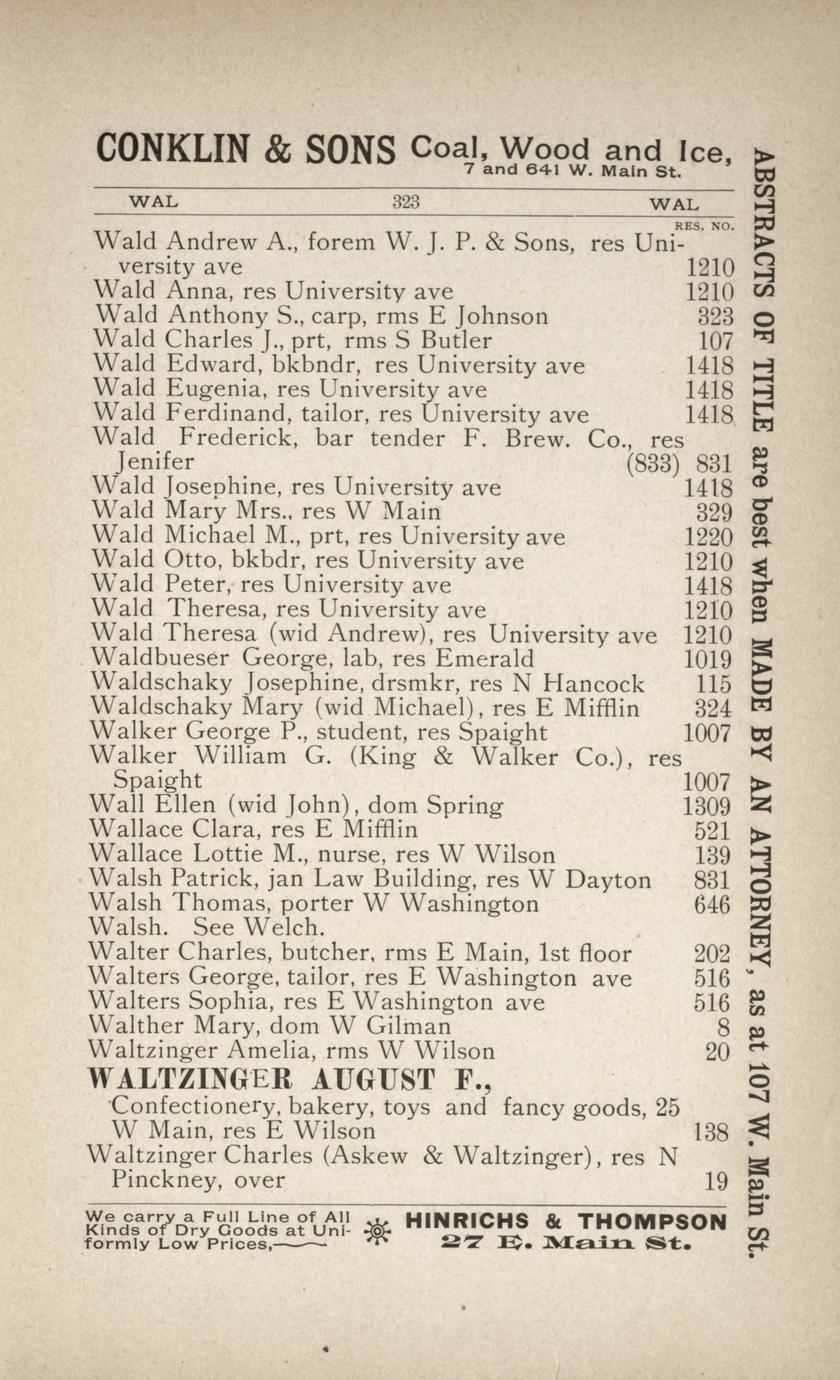 CONKLIN & SONS Coal, Wood and Ice,
7 and 641 W. Main St.
WAL 323 WAL
RES. NO.
Wald Andrew A., forem W. J. P. & Sons, res Uni-
versity ave 1210
Wald Anna, res University ave 1210
Wald Anthony S., carp, rms E Johnson 323
Wald Charles J., prt, rms S Butler 107
Wald Edward, bkbndr, res University ave 1418
Wald Eugenia, res University ave 1418
Wald Ferdinand, tailor, res University ave 1418
Wald Frederick, bar tender F. Brew. Co., res
Jenifer (833) 831
Wald Josephine, res University ave 1418
Wald Mary Mrs., res W Main 329
Wald Michael M., prt, res University ave 1220
Wald Otto, bkbdr, res University ave 1210
Wald Peter, res University ave 1418
Wald Theresa, res University ave 1210
Wald Theresa (wid Andrew), res University ave 1210
Waldbueser George, lab, res Emerald 1019
Waldschaky Josephine, drsmkr, res N Hancock 115
Waldschaky Mary (wid Michael), res E Mifflin 324
Walker George P., student, res Spaight 1007
Walker William G. (King & Walker Co.), res
Spaight 1007
Wall Ellen (wid John), dom Spring 1309
Wallace Clara, res E Mifflin 521
Wallace Lottie M., nurse, res W Wilson 139
Walsh Patrick, jan Law Building, res W Dayton 831
Walsh Thomas, porter W Washington 646
Walsh. See Welch.
Walter Charles, butcher, rms E Main, 1st floor 202
Walters George, tailor, res E Washington ave 516
Walters Sophia, res E Washington ave 516
Walther Mary, dom W Gilman 8
Waltzinger Amelia, rms W Wilson 20
WALTZINGER AUGUST F.,
Confectionery, bakery, toys and fancy goods, 25
W Main, res E Wilson 138
Waltzinger Charles (Askew & Waltzinger), res N
Pinckney, over 19
We carry a Full Line of All
Kinds of Dry Goods at Uni-
formly Low Prices,
HINRICHS & THOMPSON
27 E. Main St.
ABSTRACTS OF TITLE are best when MADE BY AN ATTORNEY, as at 107 W. Main St.